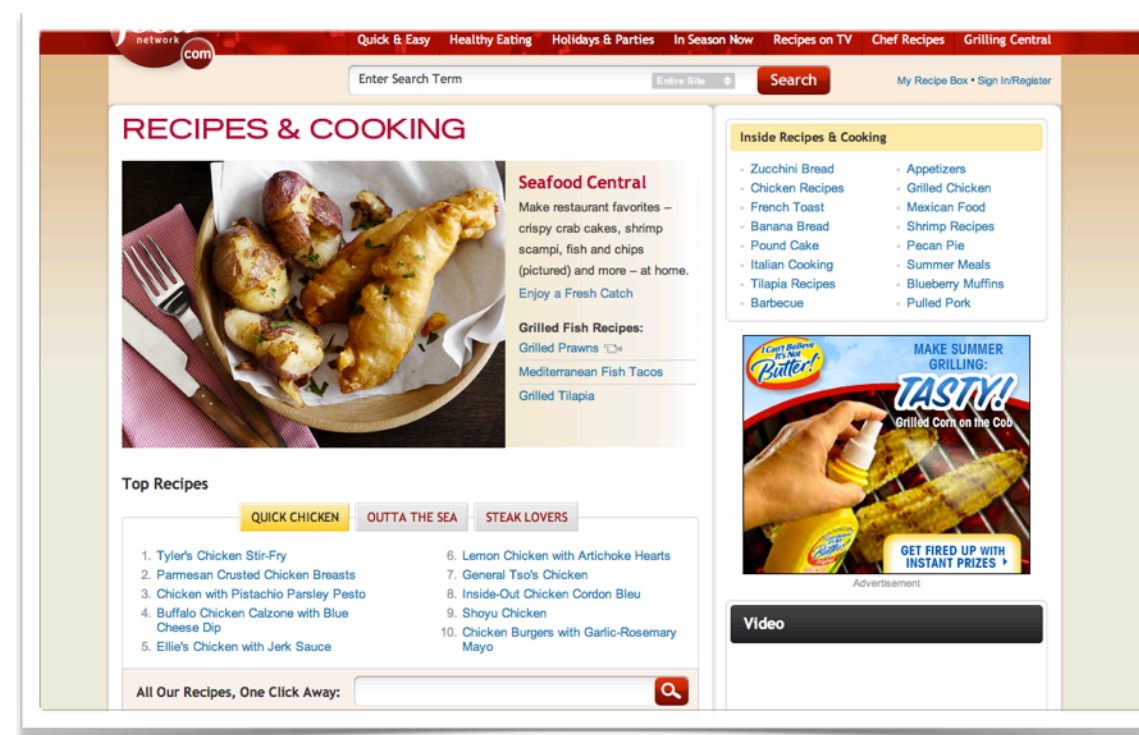 food
network
com
Quick & Easy Healthy Eating Holidays & Parties In Season Now Recipes on TV Chef Recipes Grilling Central
Enter Search Term Entire Site Search My Recipe Box • Sign In/Register
RECIPES & COOKING
Seafood Central
Make restaurant favorites –
crispy crab cakes, shrimp
scampi, fish and chips
(pictured) and more – at home.
Enjoy a Fresh Catch
Grilled Fish Recipes:
Grilled Prawns
Mediterranean Fish Tacos
Grilled Tilapia
Top Recipes
QUICK CHICKEN OUTTA THE SEA STEAK LOVERS
1. Tyler's Chicken Stir-Fry
2. Parmesan Crusted Chicken Breasts
3. Chicken with Pistachio Parsley Pesto
4. Buffalo Chicken Calzone with Blue
Cheese Dip
5. Ellie's Chicken with Jerk Sauce
6. Lemon Chicken with Artichoke Hearts
7. General Tso's Chicken
8. Inside-Out Chicken Cordon Bleu
9. Shoyu Chicken
10. Chicken Burgers with Garlic-Rosemary
Mayo
All Our Recipes, One Click Away:
Inside Recipes & Cooking
Zucchini Bread
Chicken Recipes
French Toast
Banana Bread
Pound Cake
Italian Cooking
Tilapia Recipes
Barbecue
Appetizers
Grilled Chicken
Mexican Food
Shrimp Recipes
Pecan Pie
Summer Meals
Blueberry Muffins
Pulled Pork
I Can't Believe
It's Not
Butter!
MAKE SUMMER
GRILLING:
TASTY!
Grilled Corn on the Cob
GET FIRED UP WITH
INSTANT PRIZES
Advertisement
Video